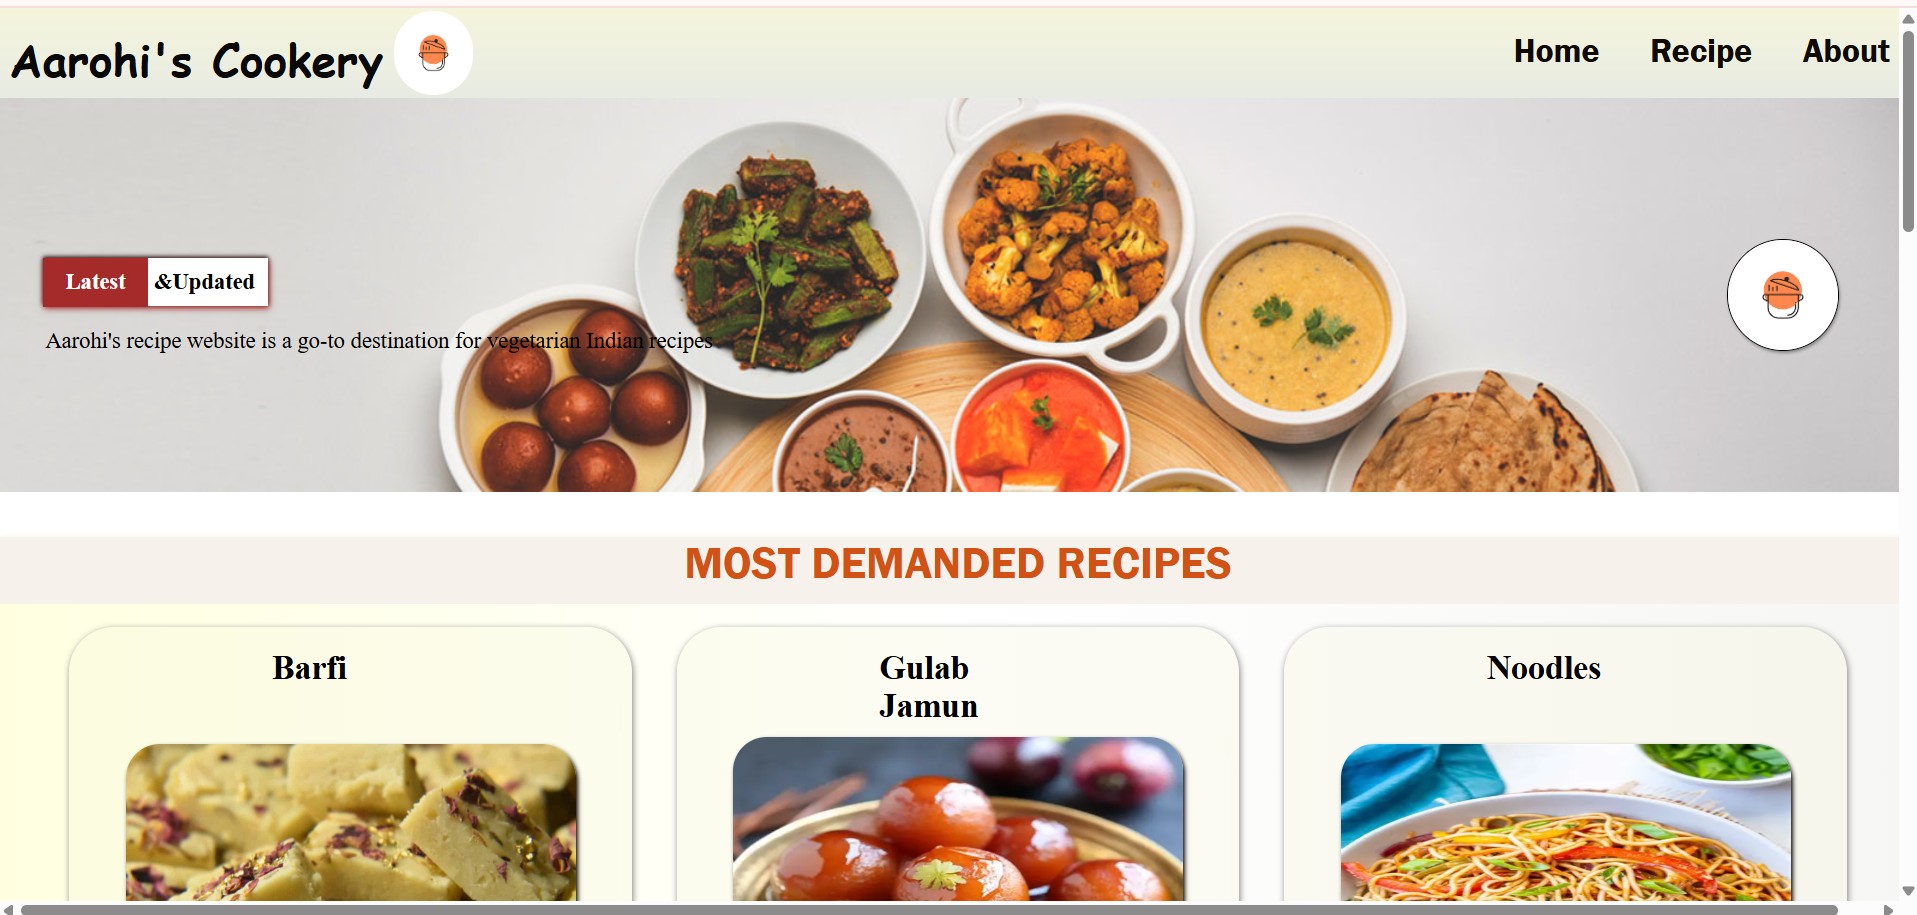 Aarohi's Cookery
Home Recipe About
Latest &Updated
Aarohi's recipe website is a go-to destination for vegetarian Indian recipes
MOST DEMANDED RECIPES
Barfi
Gulab
Jamun
Noodles